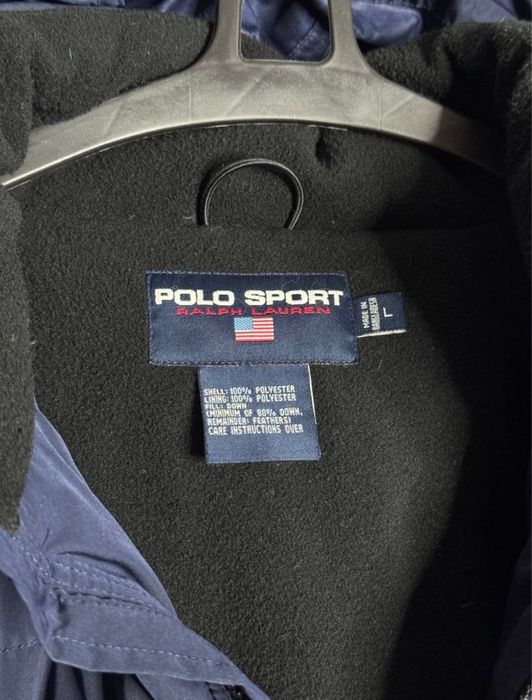 POLO SPORT
RALPH LAUREN
MADE IN
BANGLADESH
L
SHELL: 100% POLYESTER
LINING: 100% POLYESTER
FILL: DOWN
(MINIMUM OF 80% DOWN,
REMAINDER: FEATHERS)
CARE INSTRUCTIONS OVER